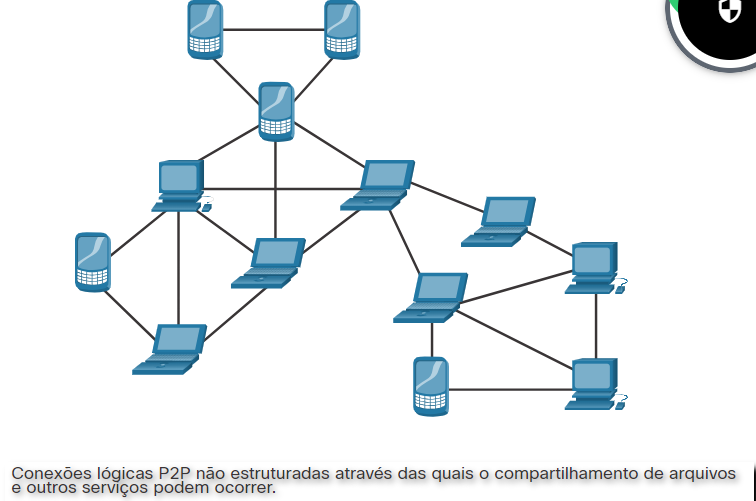 Conexões lógicas P2P não estruturadas através das quais o compartilhamento de arquivos
e outros serviços podem ocorrer.